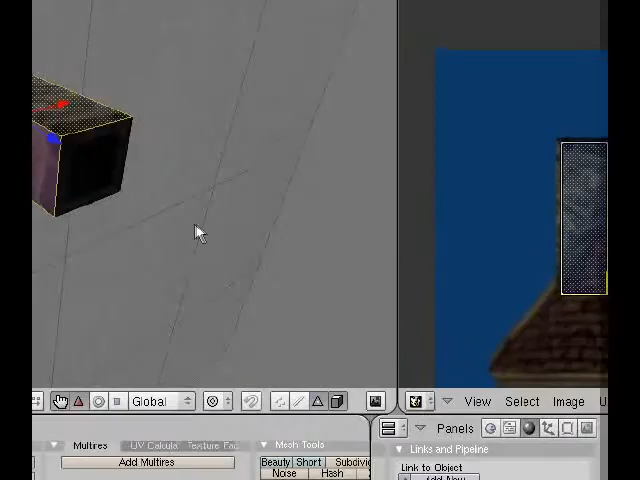 Global
View Select Image U
Panels
Multires
UV Calcula
Texture Fac
Mesh Tools
Links and Pipeline
Add Multires
Beauty Short Subdivid
Noise Hash
Link to Object
Add New